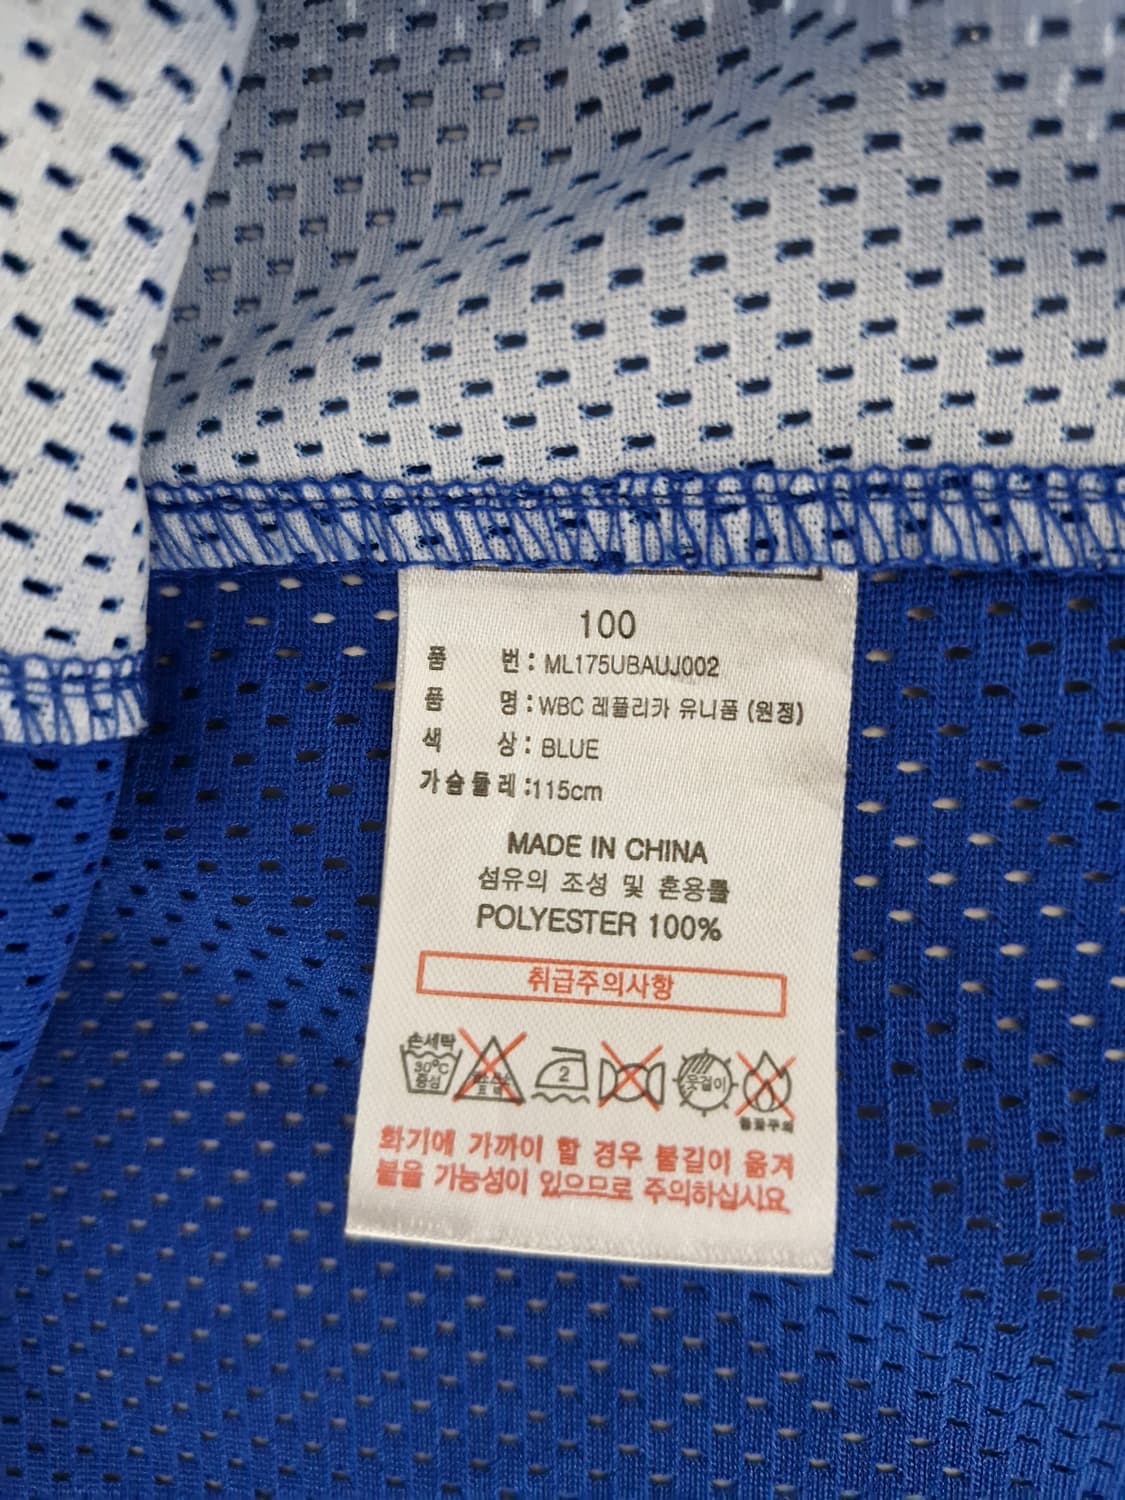 100
품 번 : ML175UBAUJ002
품 명 : WBC 레플리카 유니폼 (원정)
색 상 : BLUE
가슴둘레 : 115cm
MADE IN CHINA
섬유의 조성 및 혼용률
POLYESTER 100%
취급주의사항
손세탁
30°C
중성
표백
2
옷걸이
화기에 가까이 할 경우 불길이 옮겨
붙을 가능성이 있으므로 주의하십시요.